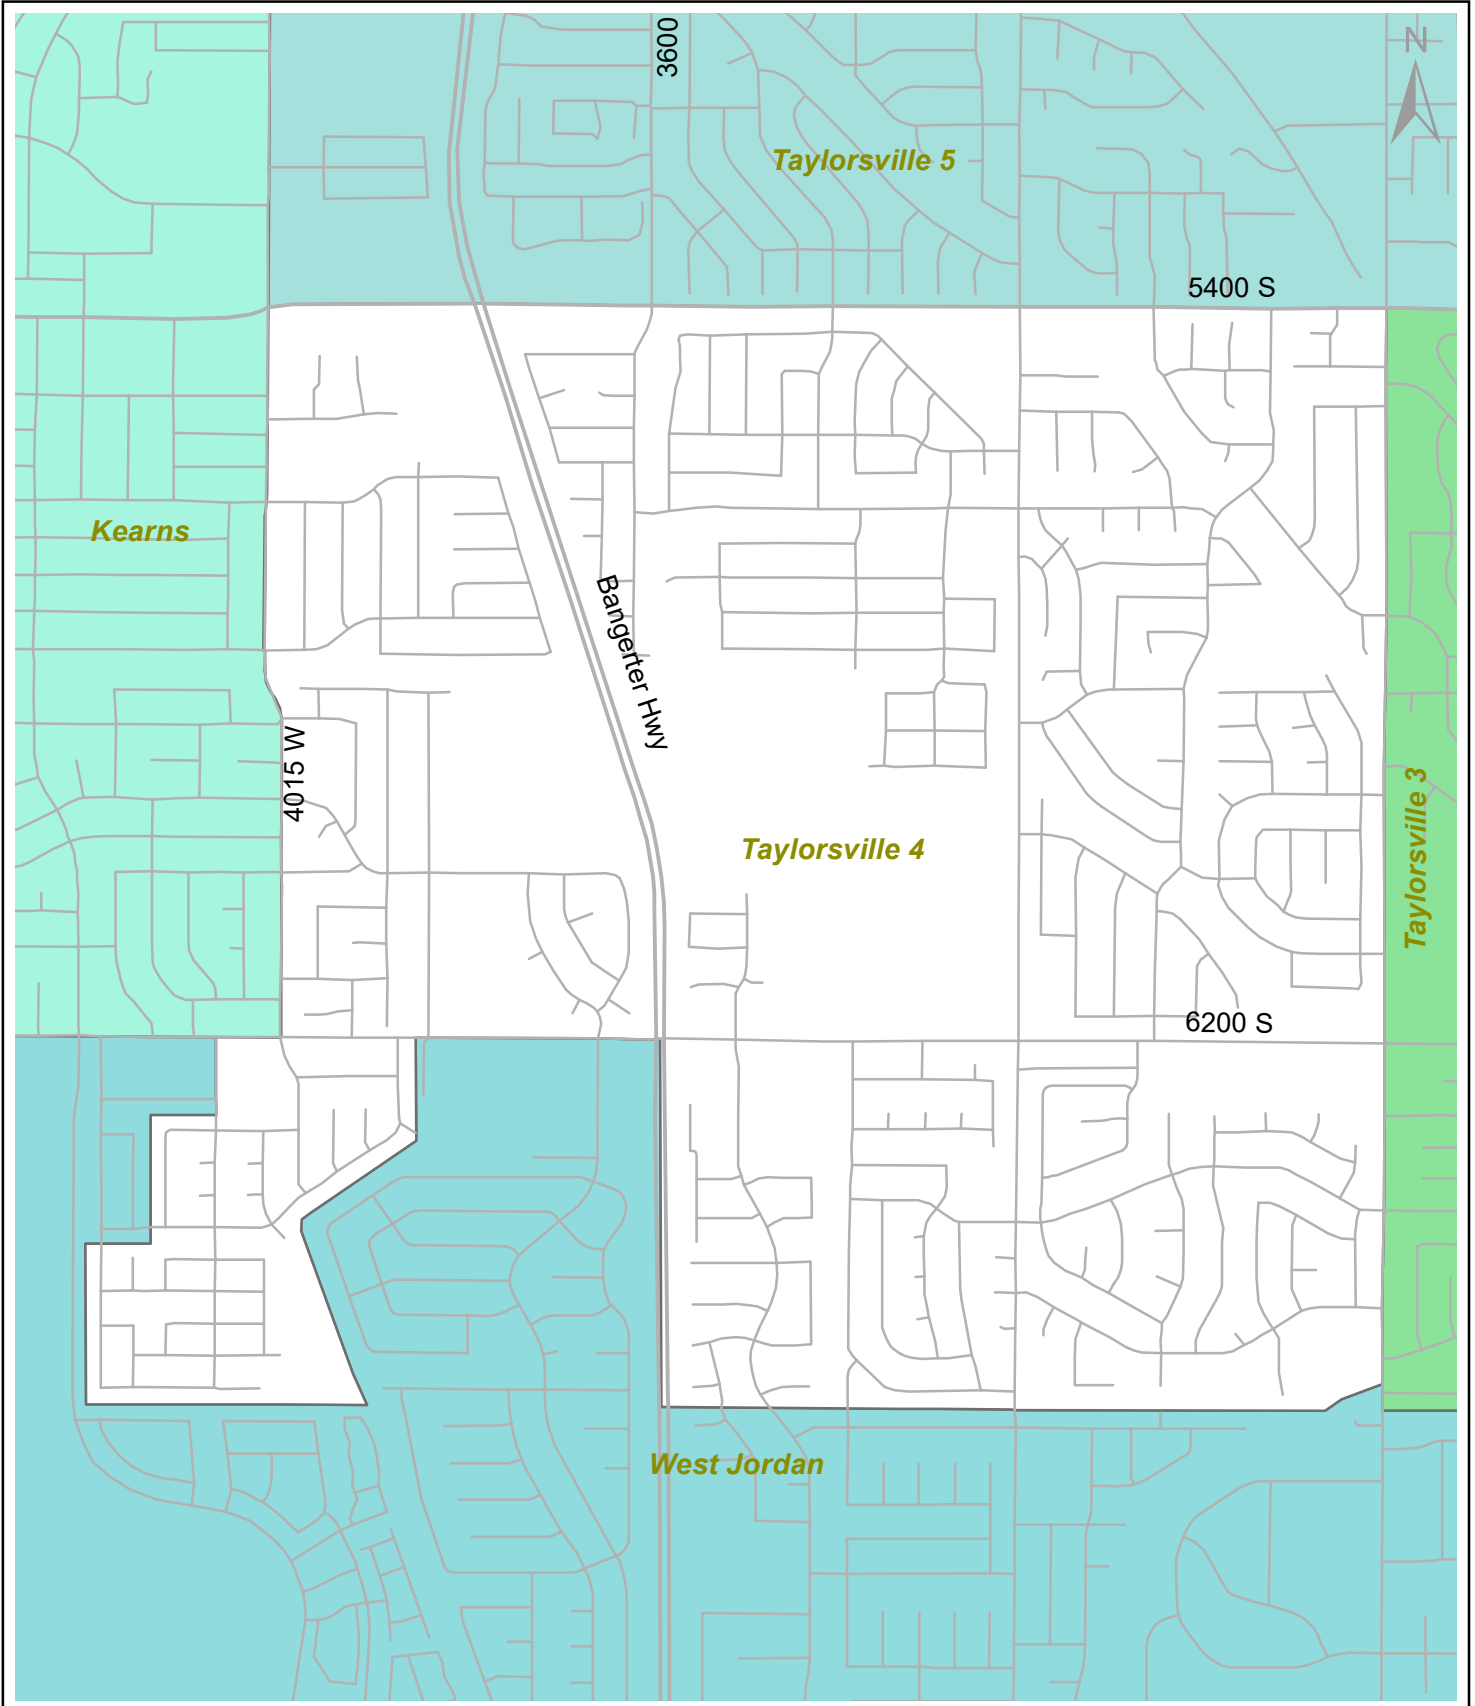 3600
N
Taylorsville 5
5400 S
Kearns
Bangerter Hwy
4015 W
Taylorsville 4
Taylorsville 3
6200 S
West Jordan